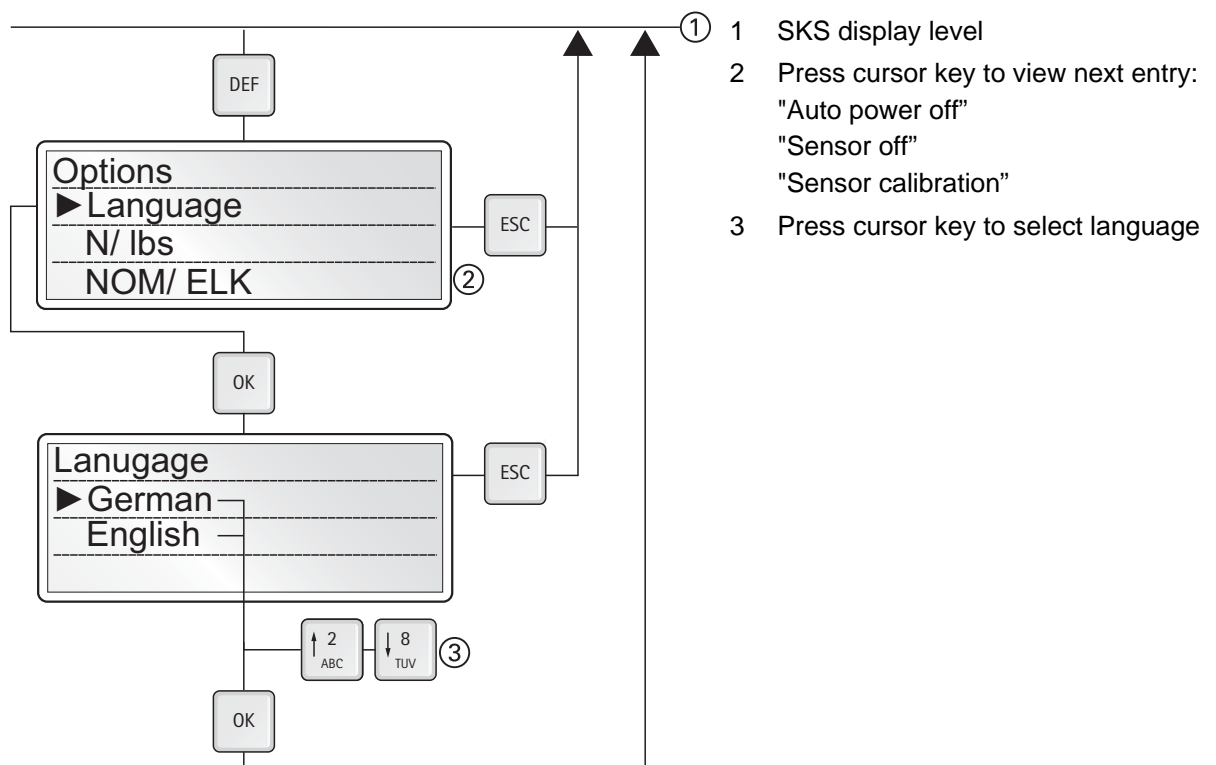 ①
1 SKS display level
2 Press cursor key to view next entry:
"Auto power off”
"Sensor off”
"Sensor calibration”
3 Press cursor key to select language
DEF
Options
▶Language
N/ lbs
NOM/ ELK
②
ESC
OK
Lanugage
▶German
English
ESC
↑ 2
ABC
↓ 8
TUV
③
OK